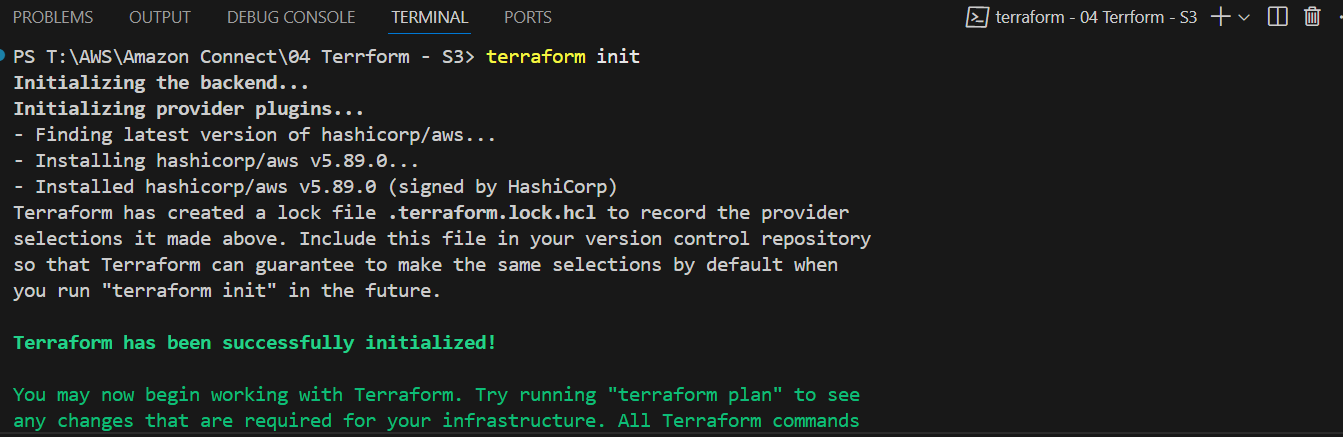 PROBLEMS OUTPUT DEBUG CONSOLE TERMINAL PORTS terraform - 04 Terrform - S3
PS T:\AWS\Amazon Connect\04 Terrform - S3> terraform init
Initializing the backend...
Initializing provider plugins...
- Finding latest version of hashicorp/aws...
- Installing hashicorp/aws v5.89.0...
- Installed hashicorp/aws v5.89.0 (signed by HashiCorp)
Terraform has created a lock file .terraform.lock.hcl to record the provider
selections it made above. Include this file in your version control repository
so that Terraform can guarantee to make the same selections by default when
you run "terraform init" in the future.
Terraform has been successfully initialized!
You may now begin working with Terraform. Try running "terraform plan" to see
any changes that are required for your infrastructure. All Terraform commands